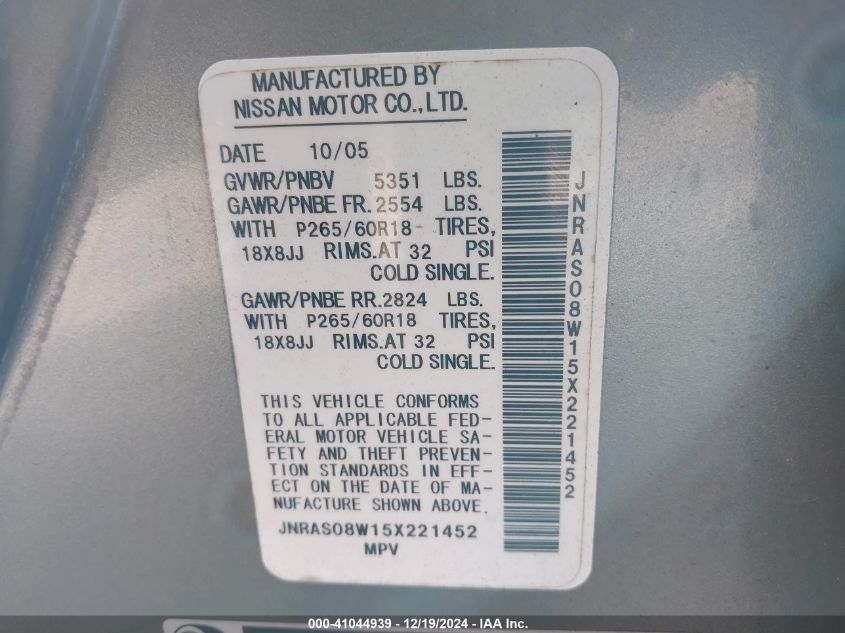 MANUFACTURED BY
NISSAN MOTOR CO.,LTD.
DATE 10/05
GVWR/PNBV 5351 LBS.
GAWR/PNBE FR.2554 LBS.
WITH P265/60R18 TIRES,
18X8JJ RIMS.AT 32 PSI
COLD SINGLE.
GAWR/PNBE RR.2824 LBS.
WITH P265/60R18 TIRES,
18X8JJ RIMS.AT 32 PSI
COLD SINGLE.
THIS VEHICLE CONFORMS
TO ALL APPLICABLE FED-
ERAL MOTOR VEHICLE SA-
FETY AND THEFT PREVEN-
TION STANDARDS IN EFF-
ECT ON THE DATE OF MA-
NUFACTURE SHOWN ABOVE.
JNRAS08W15X221452
MPV
JNRAS08W15X221452
000-41044939 - 12/19/2024 - IAA Inc.